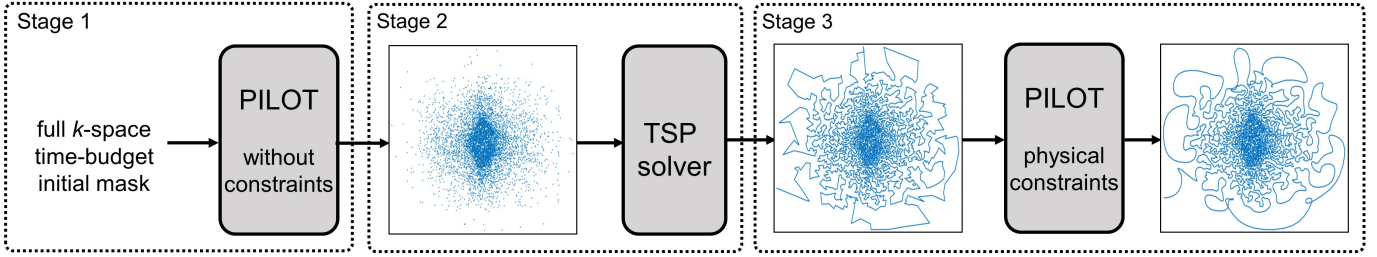 Stage 1
full k-space
time-budget
initial mask
PILOT
without
constraints
Stage 2
TSP
solver
Stage 3
PILOT
physical
constraints